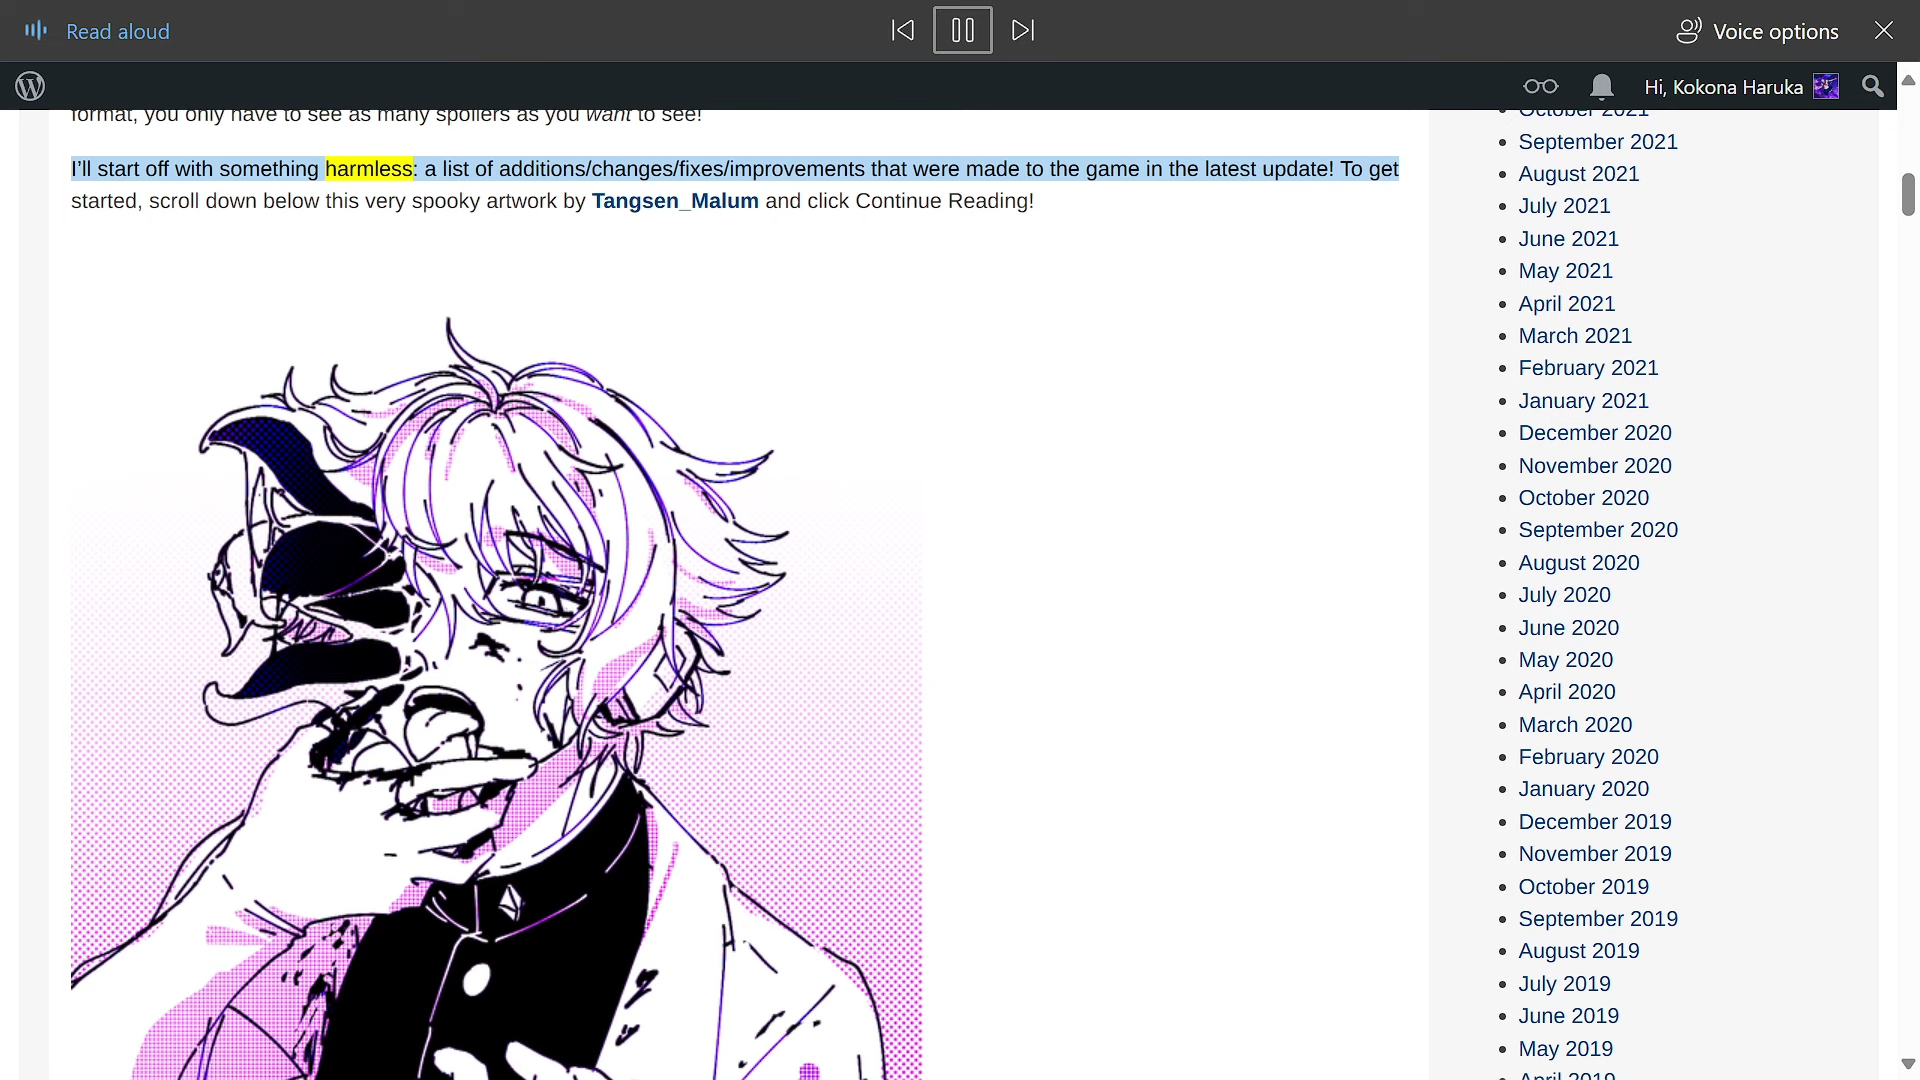 Read aloud
Voice options
Hi, Kokona Haruka
format, you only have to see as many spoilers as you want to see!
I’ll start off with something harmless: a list of additions/changes/fixes/improvements that were made to the game in the latest update! To get
started, scroll down below this very spooky artwork by Tangsen_Malum and click Continue Reading!
October 2021
September 2021
August 2021
July 2021
June 2021
May 2021
April 2021
March 2021
February 2021
January 2021
December 2020
November 2020
October 2020
September 2020
August 2020
July 2020
June 2020
May 2020
April 2020
March 2020
February 2020
January 2020
December 2019
November 2019
October 2019
September 2019
August 2019
July 2019
June 2019
May 2019
April 2019